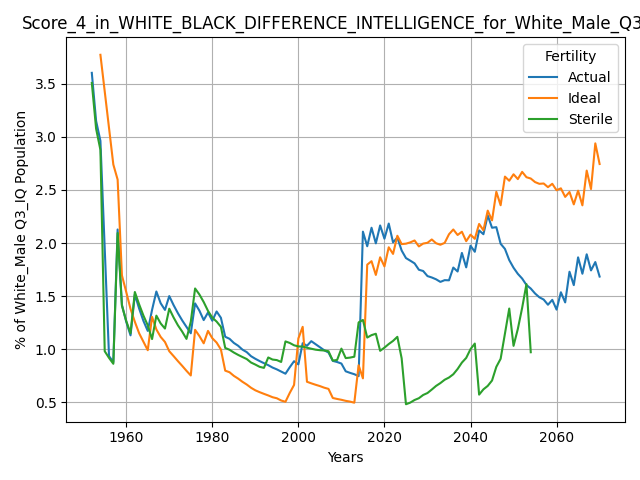 Score_4_in_WHITE_BLACK_DIFFERENCE_INTELLIGENCE_for_White_Male_Q3
Fertility
Actual
Ideal
Sterile
% of White_Male Q3_IQ Population
3.5
3.0
2.5
2.0
1.5
1.0
0.5
1960 1980 2000 2020 2040 2060
Years